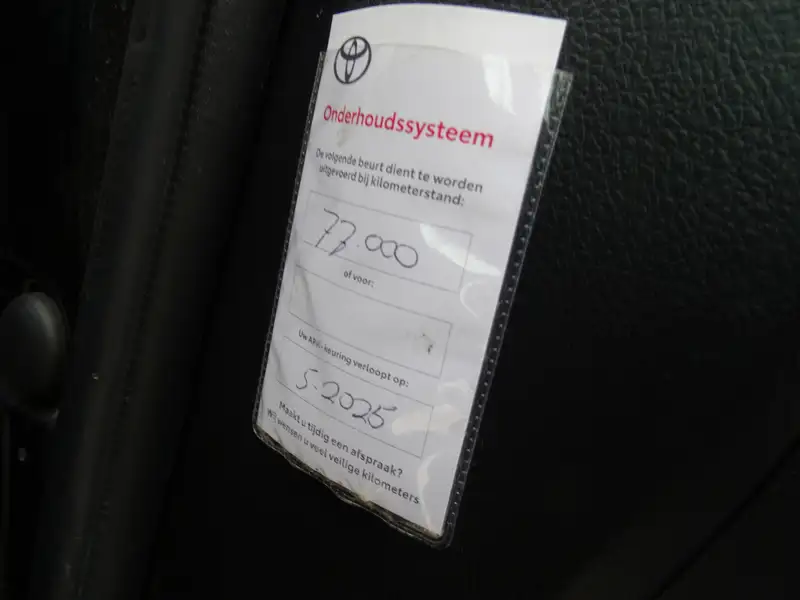 Onderhoudssysteem
De volgende beurt dient te worden
uitgevoerd bij kilometerstand:
77.000
of voor:
Uw APK-keuring verloopt op:
5-2025
Maakt u tijdig een afspraak?
Wij wensen u veel veilige kilometers